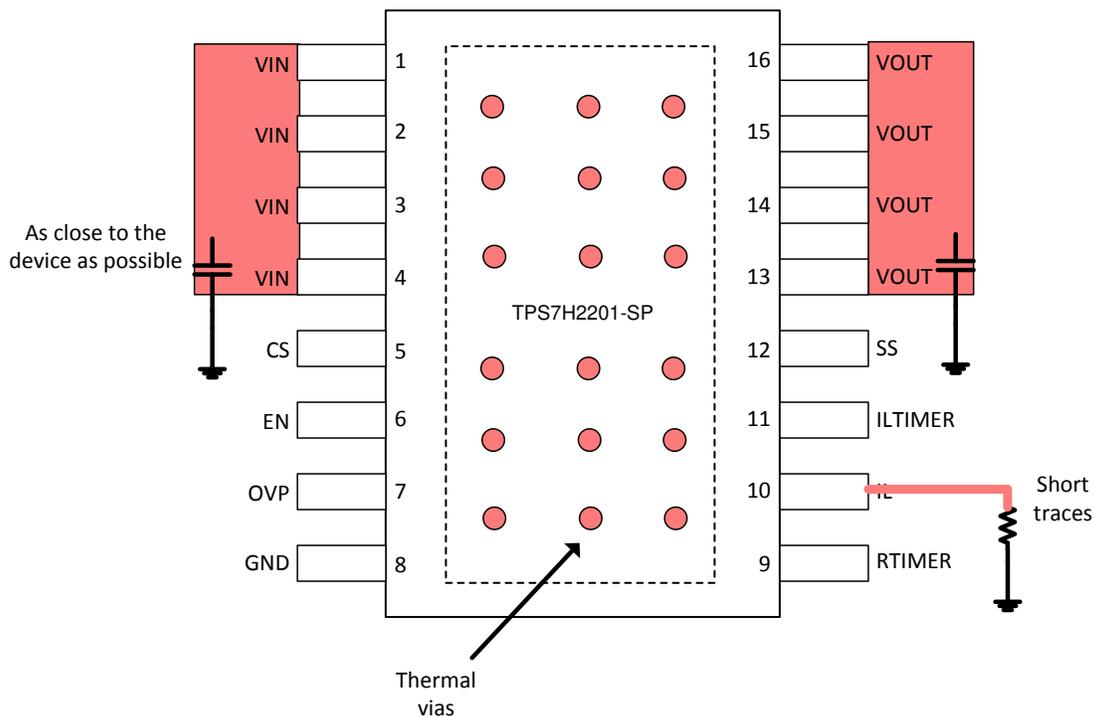 VIN 1 16 VOUT
VIN 2 15 VOUT
VIN 3 14 VOUT
As close to the
device as possible
VIN 4 13 VOUT
TPS7H2201-SP
CS 5 12 SS
EN 6 11 ILTIMER
OVP 7 10 IL
Short
traces
GND 8 9 RTIMER
Thermal
vias